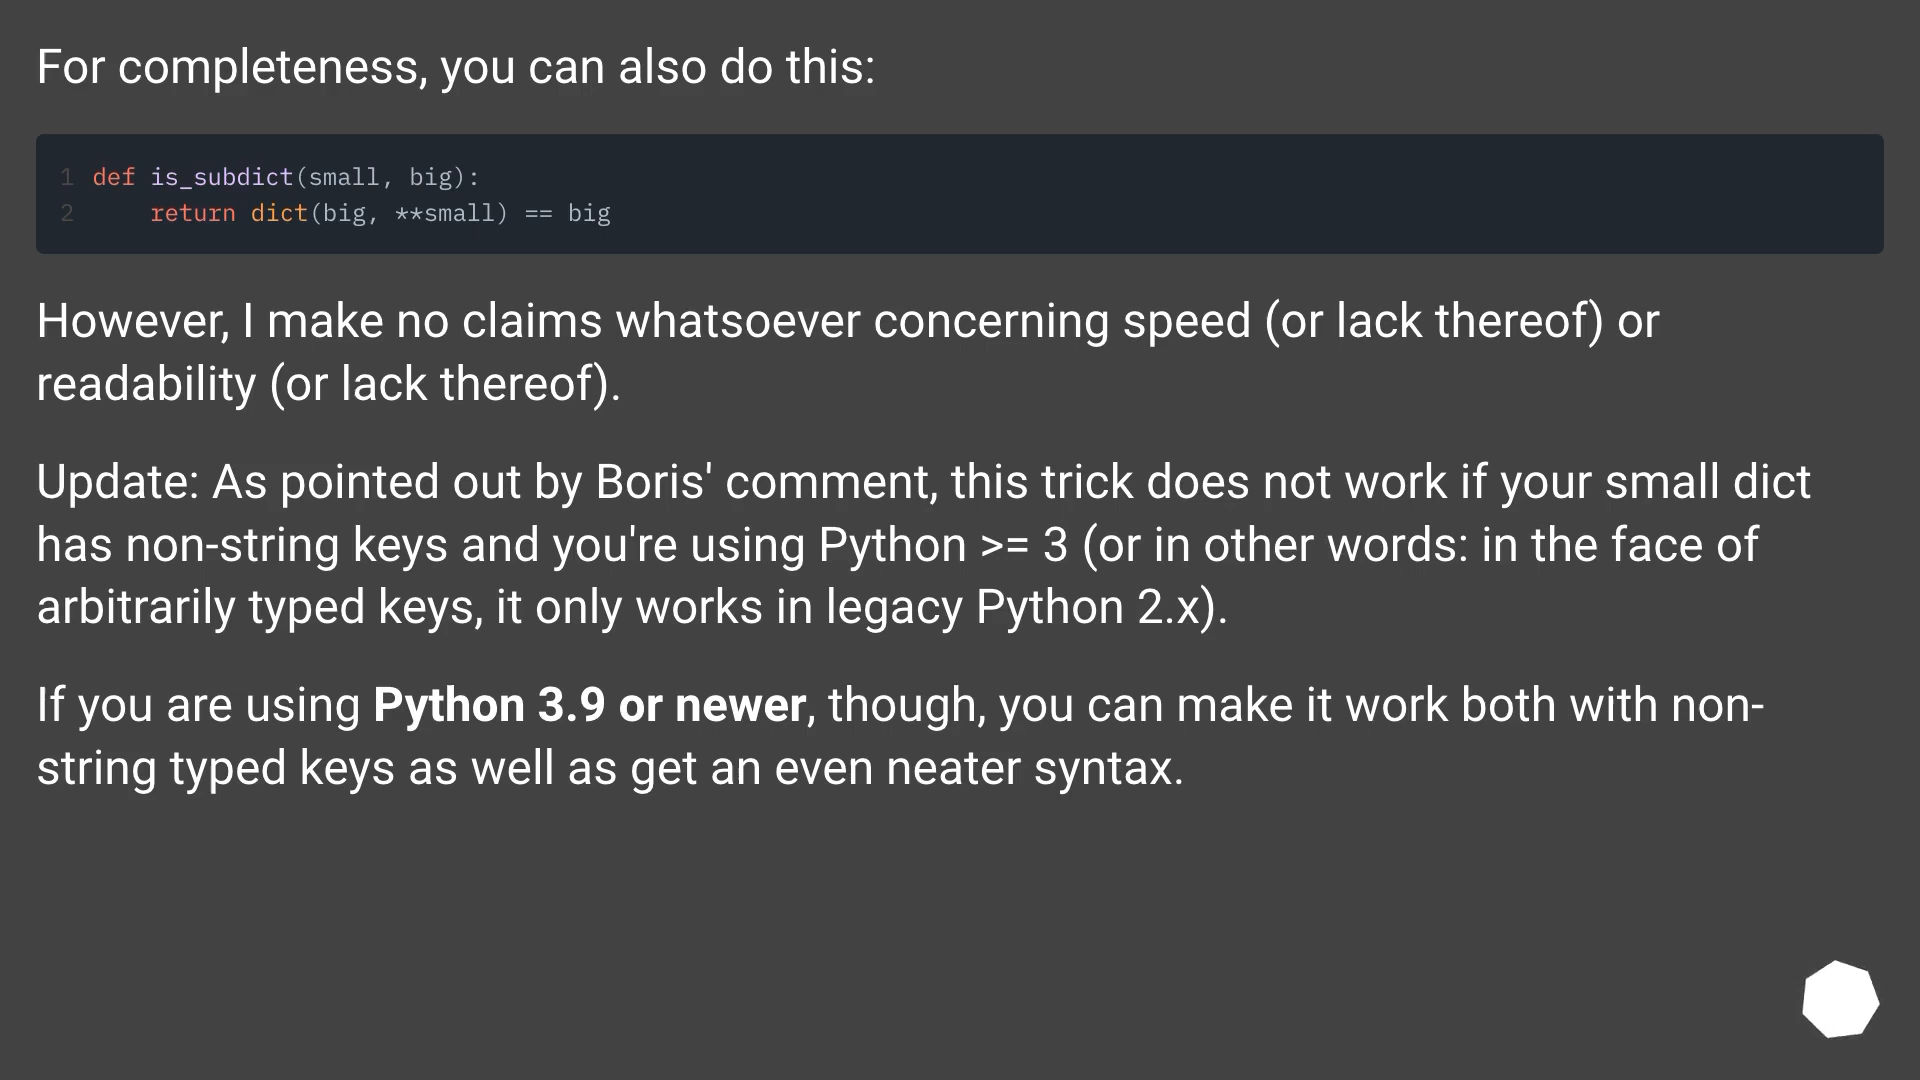 For completeness, you can also do this:
1 def is_subdict(small, big):
2     return dict(big, **small) == big
However, I make no claims whatsoever concerning speed (or lack thereof) or
readability (or lack thereof).
Update: As pointed out by Boris' comment, this trick does not work if your small dict
has non-string keys and you're using Python >= 3 (or in other words: in the face of
arbitrarily typed keys, it only works in legacy Python 2.x).
If you are using Python 3.9 or newer, though, you can make it work both with non-
string typed keys as well as get an even neater syntax.